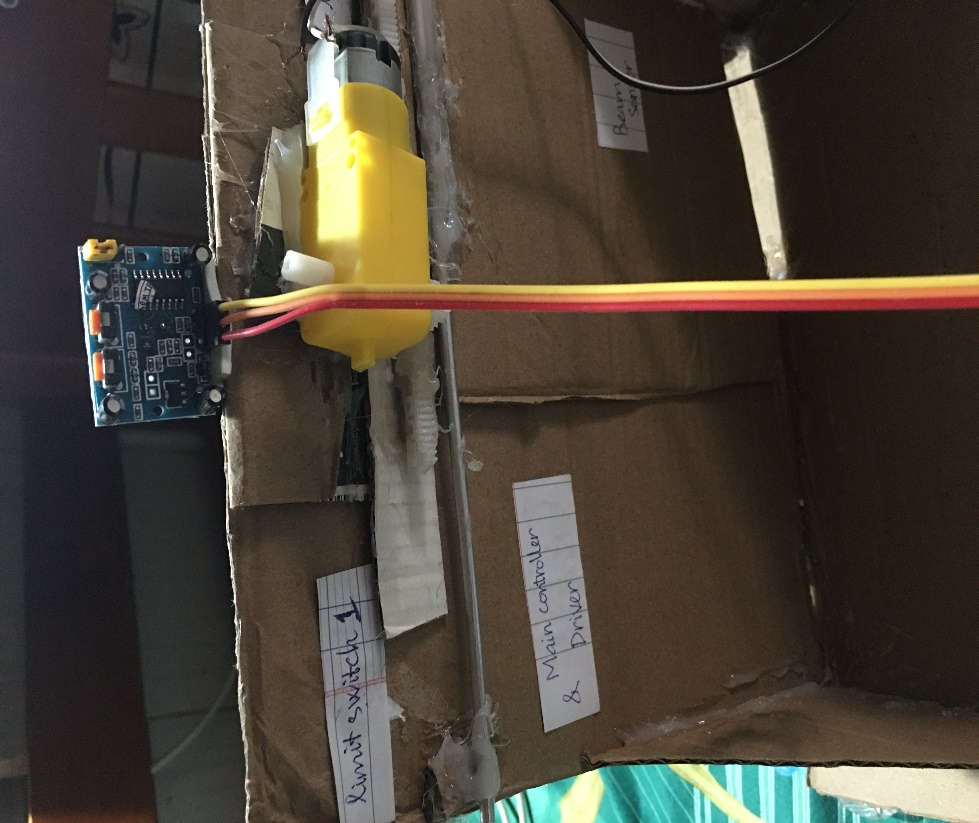 Beam
limit switch 1
Main controller
& Driver